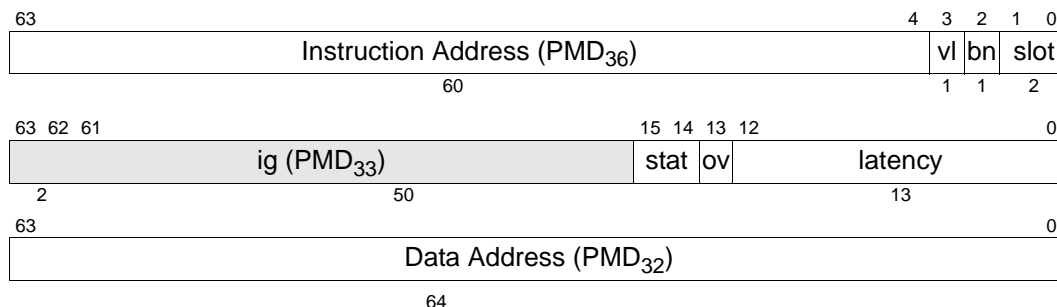 63 4 3 2 1 0
Instruction Address (PMD36) vl bn slot
60 1 1 2
63 62 61 15 14 13 12 0
ig (PMD33) stat ov latency
2 50 13
63 0
Data Address (PMD32)
64